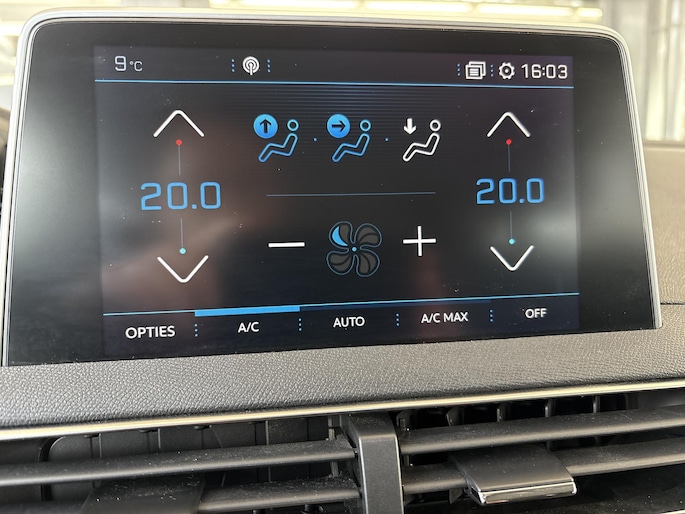 9°C 16:03
20.0 20.0
OPTIES A/C AUTO A/C MAX OFF